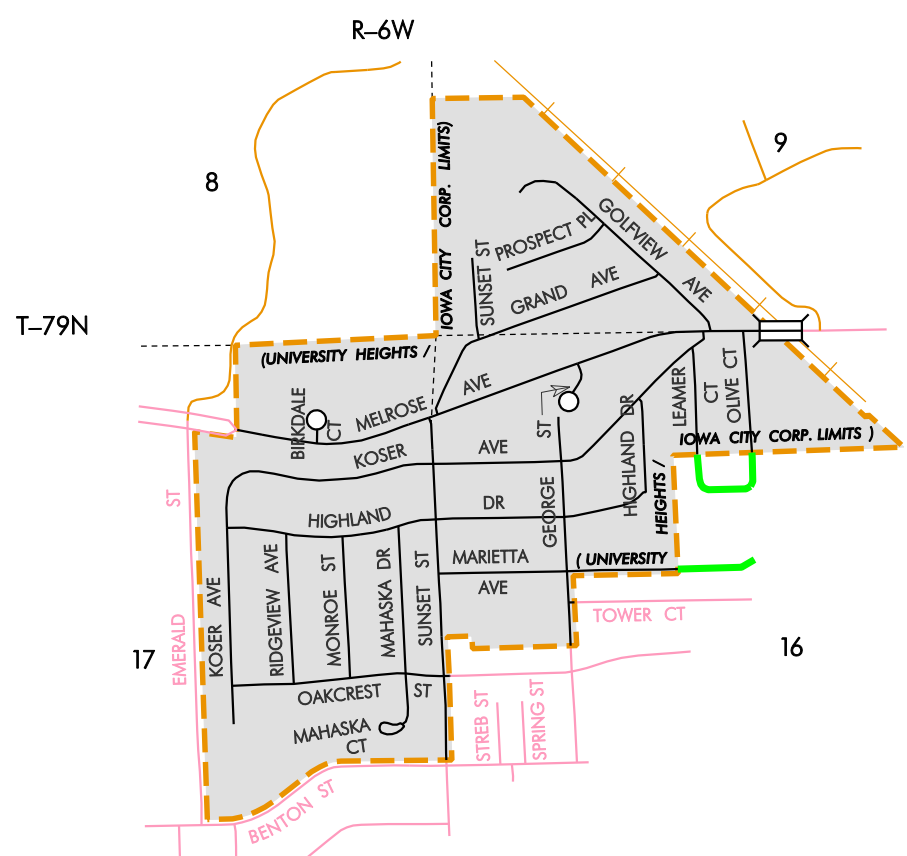 R–6W
9
8
IOWA CITY CORP. LIMITS)
GOLFVIEW AVE
PROSPECT PL
SUNSET ST
GRAND AVE
T–79N
(UNIVERSITY HEIGHTS /
OLIVE CT
LEAMER CT
MELROSE AVE
BIRKDALE CT
HIGHLAND DR
IOWA CITY CORP. LIMITS )
KOSER AVE
GEORGE ST
HEIGHTS /
ST
HIGHLAND DR
MARIETTA AVE
( UNIVERSITY
KOSER AVE
RIDGEVIEW AVE
MONROE ST
MAHASKA DR
SUNSET ST
EMERALD
TOWER CT
17
16
OAKCREST ST
MAHASKA CT
STREB ST
SPRING ST
BENTON ST